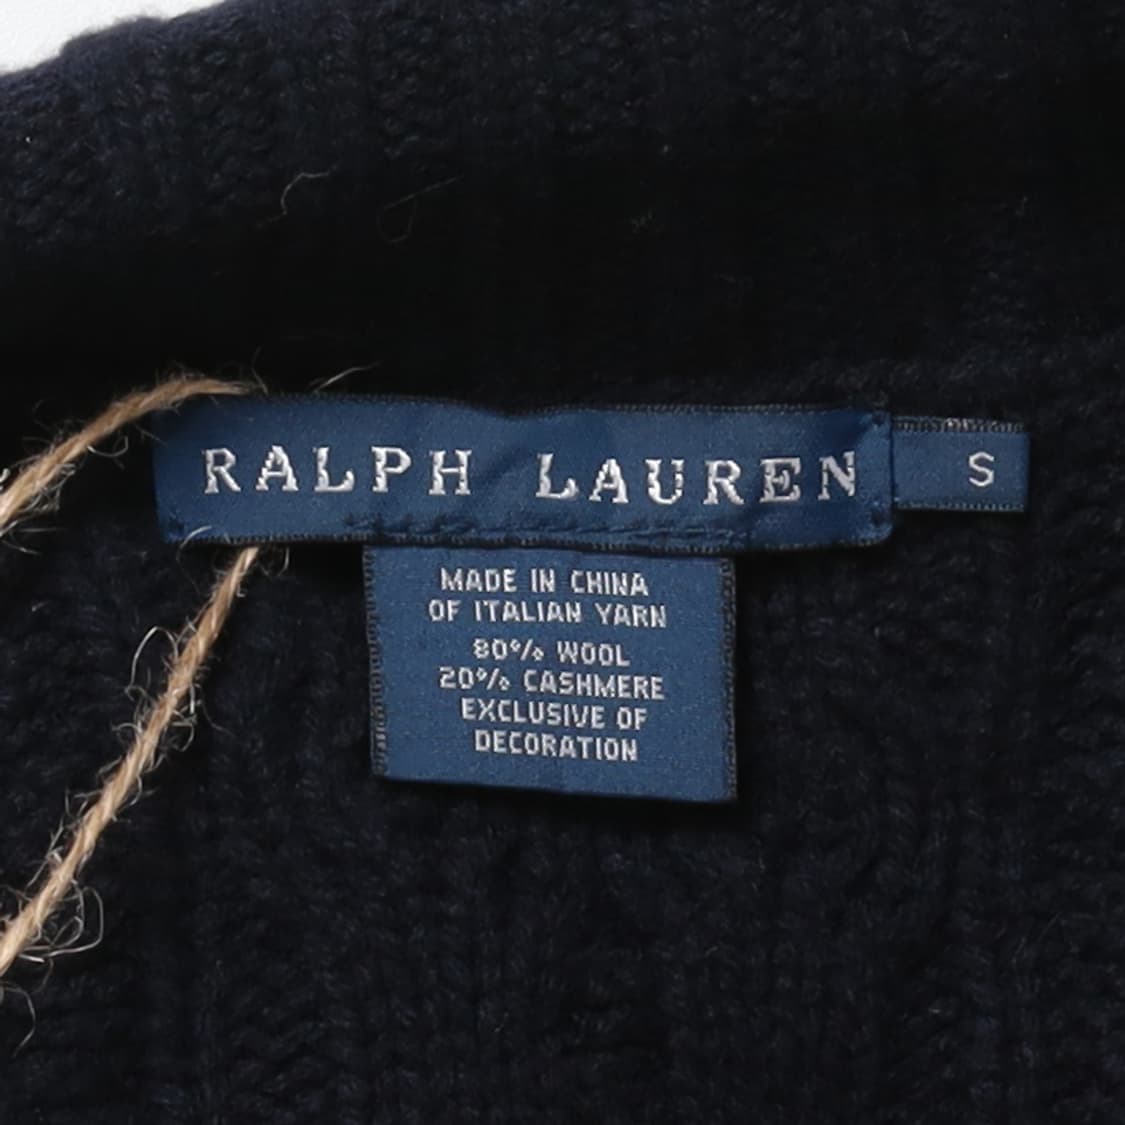 RALPH LAUREN S
MADE IN CHINA
OF ITALIAN YARN
80% WOOL
20% CASHMERE
EXCLUSIVE OF
DECORATION